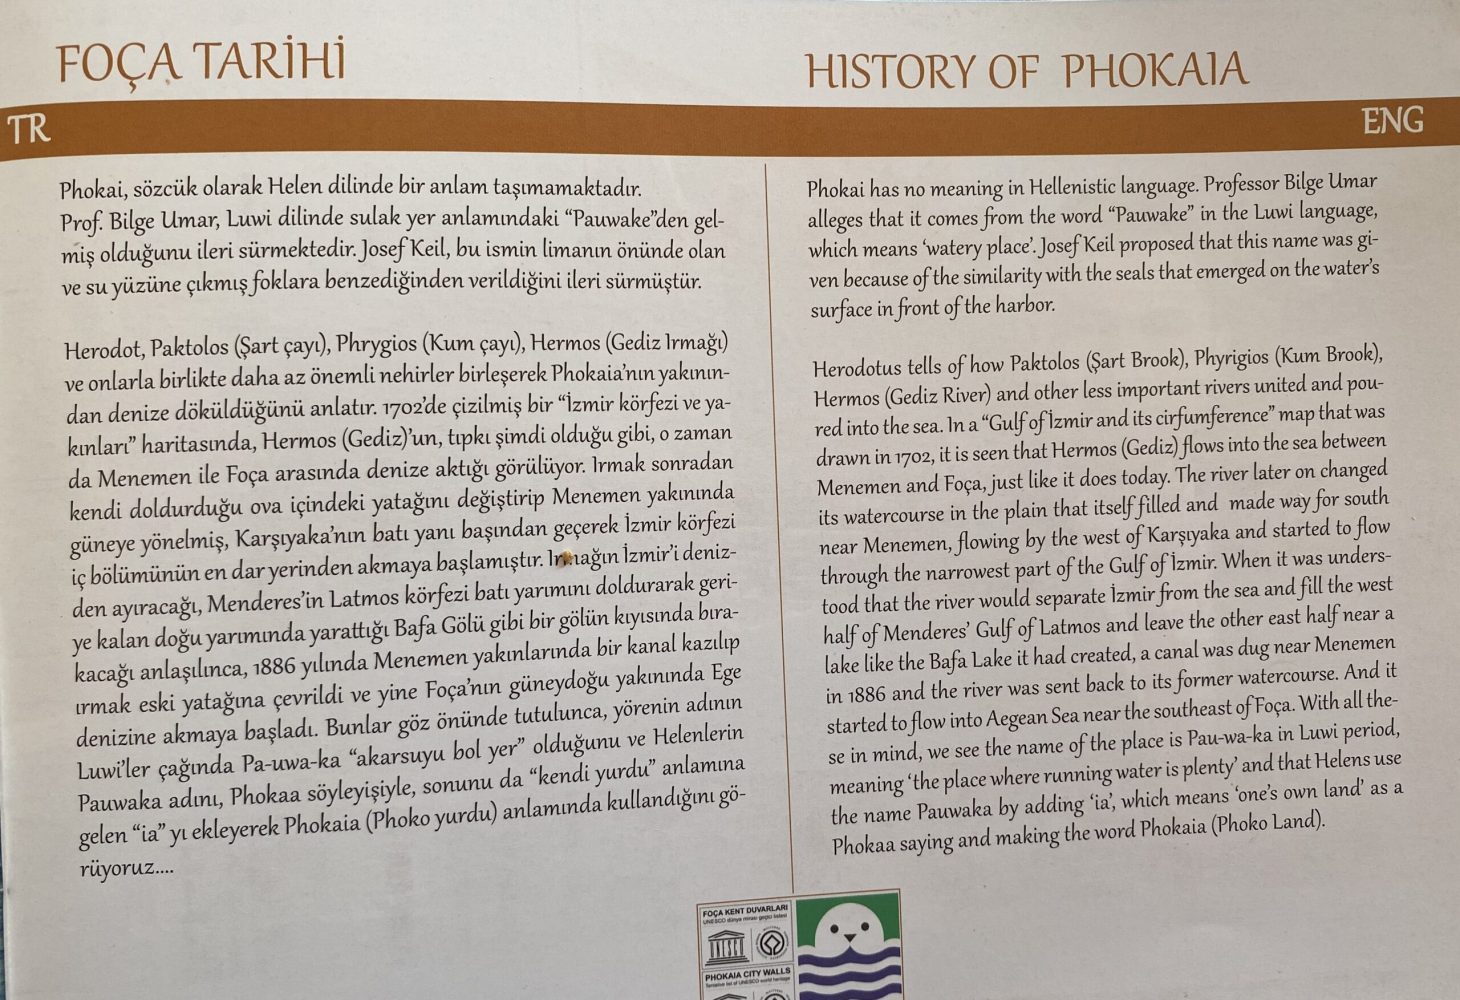 FOÇA TARİHİ
TR
Phokai, sözcük olarak Helen dilinde bir anlam taşımamaktadır.
Prof. Bilge Umar, Luwi dilinde sulak yer anlamındaki “Pauwake”den gel-
miş olduğunu ileri sürmektedir. Josef Keil, bu ismin limanın önünde olan
ve su yüzüne çıkmış foklara benzediğinden verildiğini ileri sürmüştür.
Herodot, Paktolos (Şart çayı), Phrygios (Kum çayı), Hermos (Gediz Irmağı)
ve onlarla birlikte daha az önemli nehirler birleşerek Phokaia’nın yakının-
dan denize döküldüğünü anlatır. 1702’de çizilmiş bir “İzmir körfezi ve ya-
kınları” haritasında, Hermos (Gediz)’un, tıpkı şimdi olduğu gibi, o zaman
da Menemen ile Foça arasında denize aktığı görülüyor. Irmak sonradan
kendi doldurduğu ova içindeki yatağını değiştirip Menemen yakınında
güneye yönelmiş, Karşıyaka’nın batı yanı başından geçerek İzmir körfezi
iç bölümünün en dar yerinden akmaya başlamıştır. Irmağın İzmir’i deniz-
den ayıracağı, Menderes’in Latmos körfezi batı yarımını doldurarak geri-
ye kalan doğu yarımında yarattığı Bafa Gölü gibi bir gölün kıyısında bıra-
kacağı anlaşılınca, 1886 yılında Menemen yakınlarında bir kanal kazılıp
ırmak eski yatağına çevrildi ve yine Foça’nın güneydoğu yakınında Ege
denizine akmaya başladı. Bunlar göz önünde tutulunca, yörenin adının
Luwi’ler çağında Pa-uwa-ka “akarsuyu bol yer” olduğunu ve Helenlerin
Pauwaka adını, Phokaa söyleyişiyle, sonunu da “kendi yurdu” anlamına
gelen “ia” yı ekleyerek Phokaia (Phoko yurdu) anlamında kullandığını gö-
rüyoruz....
HISTORY OF PHOKAIA
ENG
Phokai has no meaning in Hellenistic language. Professor Bilge Umar
alleges that it comes from the word “Pauwake” in the Luwi language,
which means ‘watery place’. Josef Keil proposed that this name was gi-
ven because of the similarity with the seals that emerged on the water’s
surface in front of the harbor.
Herodotus tells of how Paktolos (Şart Brook), Phyrigios (Kum Brook),
Hermos (Gediz River) and other less important rivers united and pou-
red into the sea. In a “Gulf of İzmir and its cirfumference” map that was
drawn in 1702, it is seen that Hermos (Gediz) flows into the sea between
Menemen and Foça, just like it does today. The river later on changed
its watercourse in the plain that itself filled and made way for south
near Menemen, flowing by the west of Karşıyaka and started to flow
through the narrowest part of the Gulf of İzmir. When it was unders-
tood that the river would separate İzmir from the sea and fill the west
half of Menderes’ Gulf of Latmos and leave the other east half near a
lake like the Bafa Lake it had created, a canal was dug near Menemen
in 1886 and the river was sent back to its former watercourse. And it
started to flow into Aegean Sea near the southeast of Foça. With all the-
se in mind, we see the name of the place is Pau-wa-ka in Luwi period,
meaning ‘the place where running water is plenty’ and that Helens use
the name Pauwaka by adding ‘ia’, which means ‘one’s own land’ as a
Phokaa saying and making the word Phokaia (Phoko Land).
FOÇA KENT DUVARLARI
UNESCO dünya mirası geçici listesi
UNESCO
PHOKAIA CITY WALLS
Tentative list of UNESCO world heritage